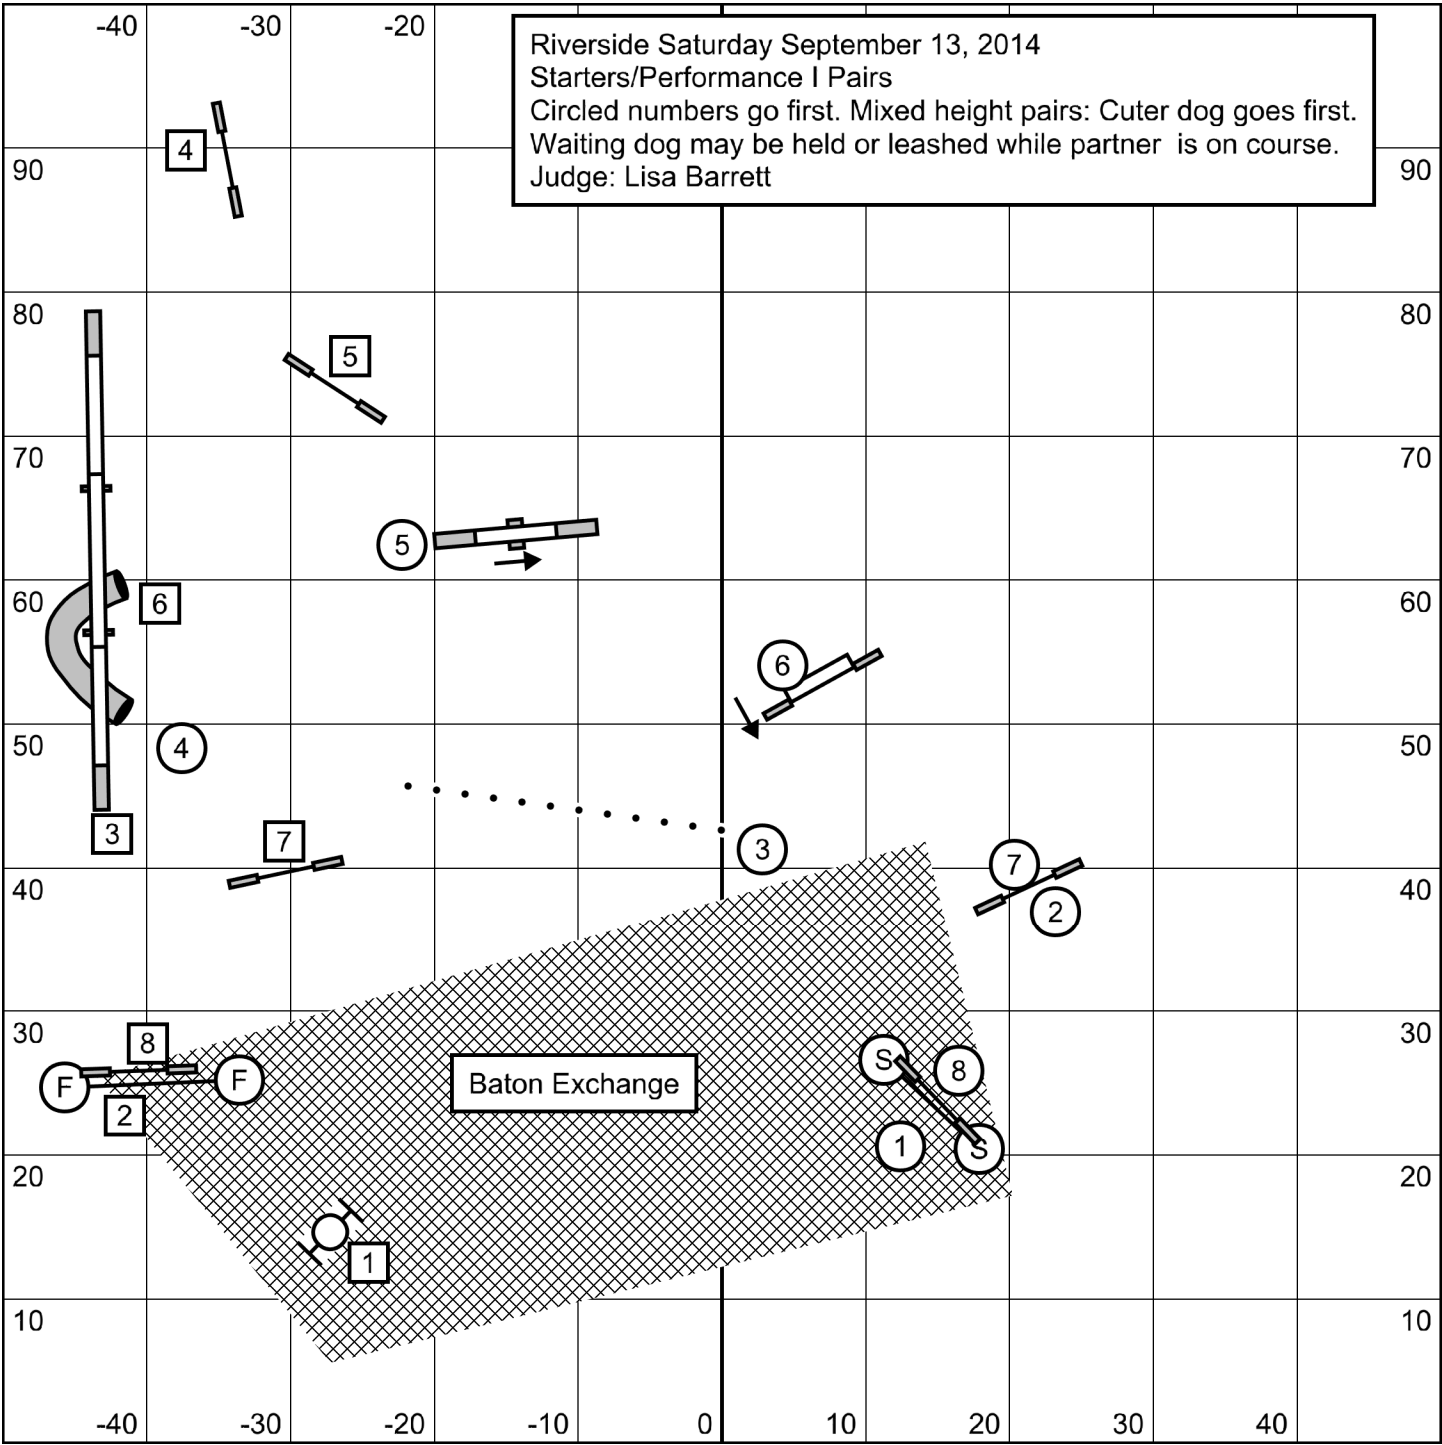 -40 -30 -20
Riverside Saturday September 13, 2014
Starters/Performance I Pairs
Circled numbers go first. Mixed height pairs: Cuter dog goes first.
Waiting dog may be held or leashed while partner is on course.
Judge: Lisa Barrett
4
90 90
80 80
5
70 70
5
60 6 60
6
50 4 50
3 7 3
7
40 2 40
30 8 30
F F Baton Exchange S 8
2 1 S
20 20
1
10 10
-40 -30 -20 -10 0 10 20 30 40